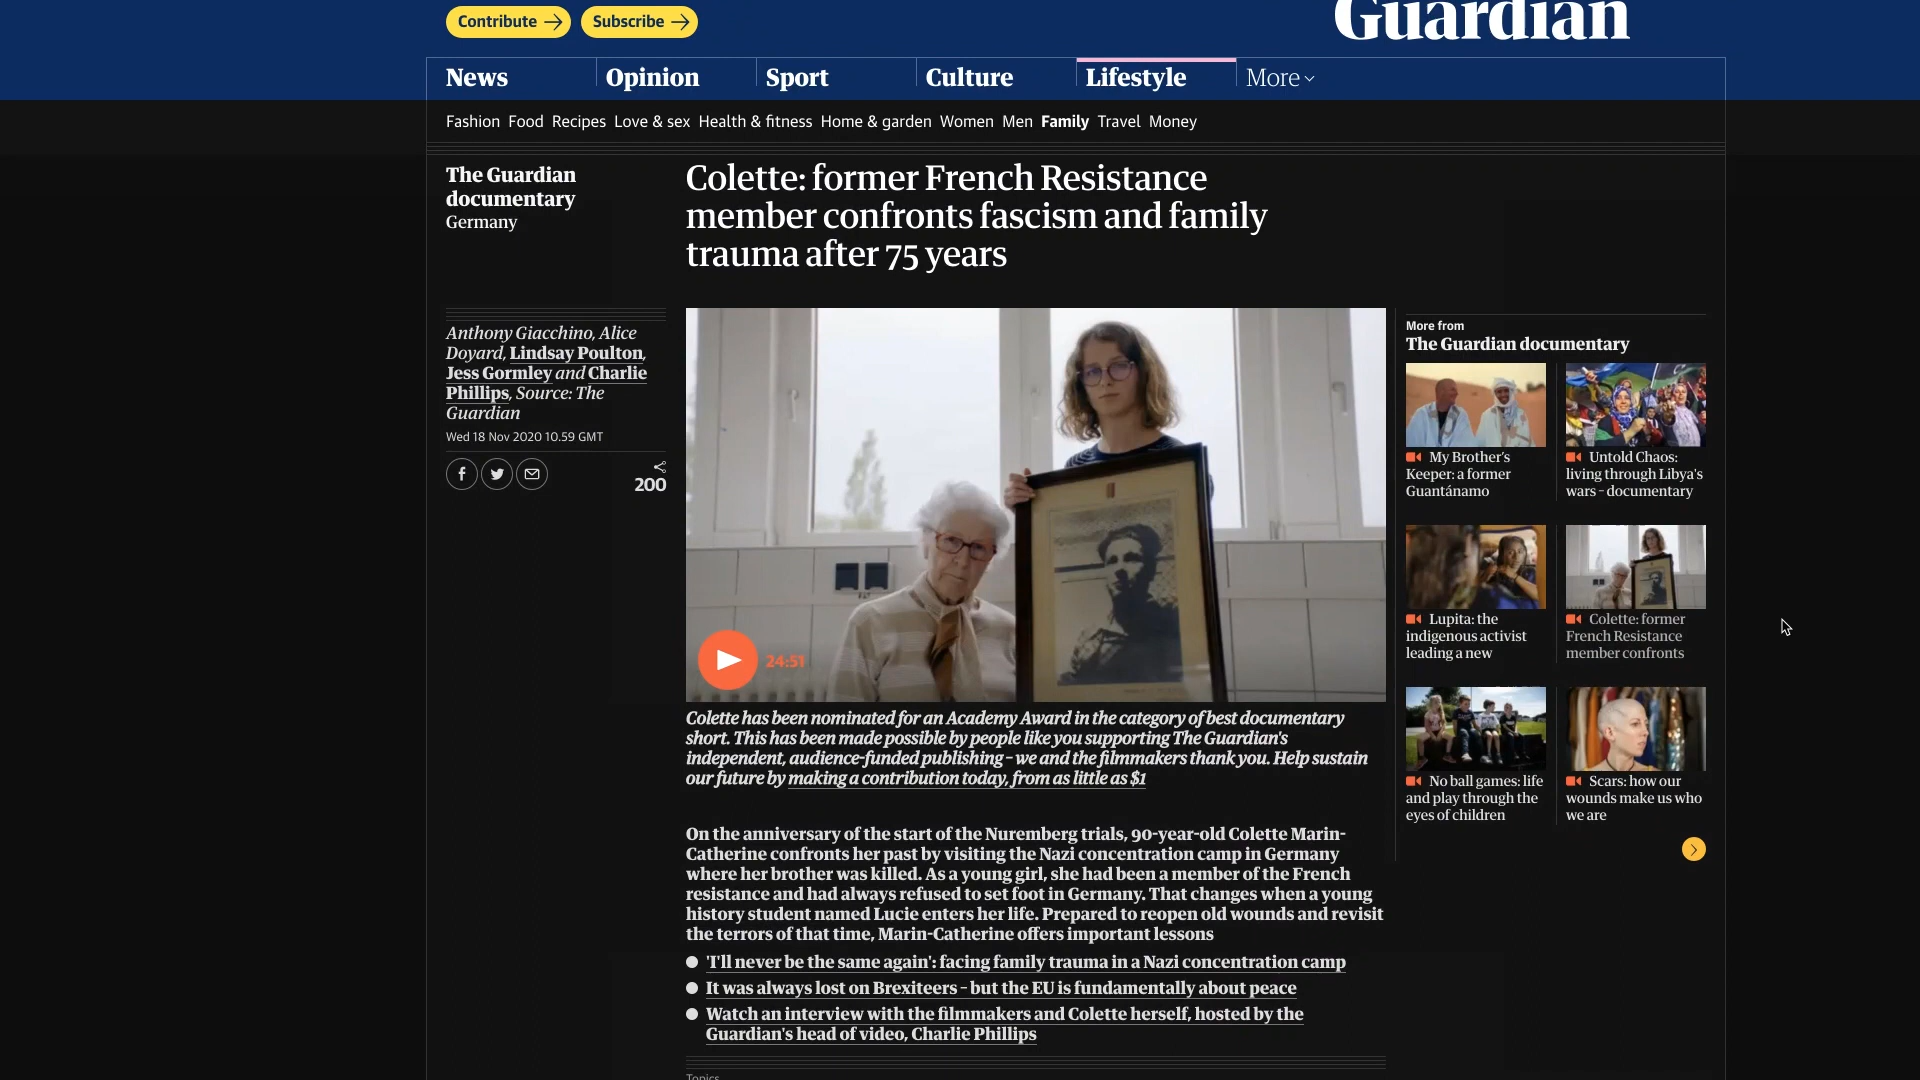 Contribute
Subscribe
Guardian
News
Opinion
Sport
Culture
Lifestyle
More
Fashion Food Recipes Love & sex Health & fitness Home & garden Women Men Family Travel Money
The Guardian
documentary
Germany
Colette: former French Resistance
member confronts fascism and family
trauma after 75 years
Anthony Giacchino, Alice
Doyard, Lindsay Poulton,
Jess Gormley and Charlie
Phillips, Source: The
Guardian
Wed 18 Nov 2020 10.59 GMT
200
24:51
Colette has been nominated for an Academy Award in the category of best documentary
short. This has been made possible by people like you supporting The Guardian's
independent, audience-funded publishing – we and the filmmakers thank you. Help sustain
our future by making a contribution today, from as little as $1
On the anniversary of the start of the Nuremberg trials, 90-year-old Colette Marin-
Catherine confronts her past by visiting the Nazi concentration camp in Germany
where her brother was killed. As a young girl, she had been a member of the French
resistance and had always refused to set foot in Germany. That changes when a young
history student named Lucie enters her life. Prepared to reopen old wounds and revisit
the terrors of that time, Marin-Catherine offers important lessons
'I'll never be the same again': facing family trauma in a Nazi concentration camp
It was always lost on Brexiteers – but the EU is fundamentally about peace
Watch an interview with the filmmakers and Colette herself, hosted by the
Guardian's head of video, Charlie Phillips
Topics
More from
The Guardian documentary
My Brother's
Keeper: a former
Guantánamo
Untold Chaos:
living through Libya's
wars – documentary
Lupita: the
indigenous activist
leading a new
Colette: former
French Resistance
member confronts
No ball games: life
and play through the
eyes of children
Scars: how our
wounds make us who
we are